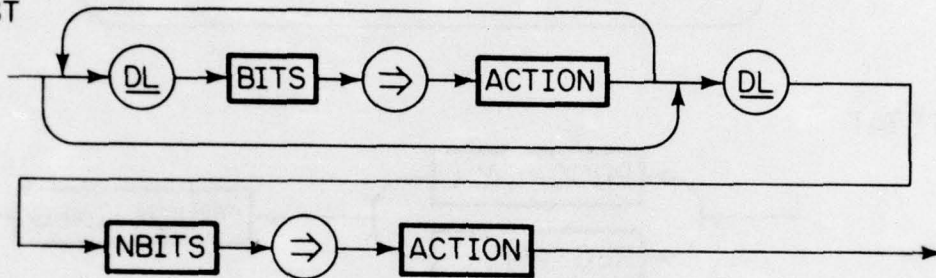 DL BITS ⇒ ACTION DL
NBITS ⇒ ACTION